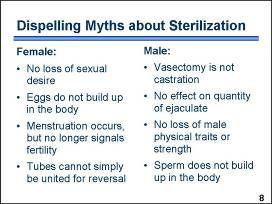 Dispelling Myths about Sterilization
Female:
• No loss of sexual
desire
• Eggs do not build up
in the body
• Menstruation occurs,
but no longer signals
fertility
• Tubes cannot simply
be united for reversal
Male:
• Vasectomy is not
castration
• No effect on quantity
of ejaculate
• No loss of male
physical traits or
strength
• Sperm does not build
up in the body
8